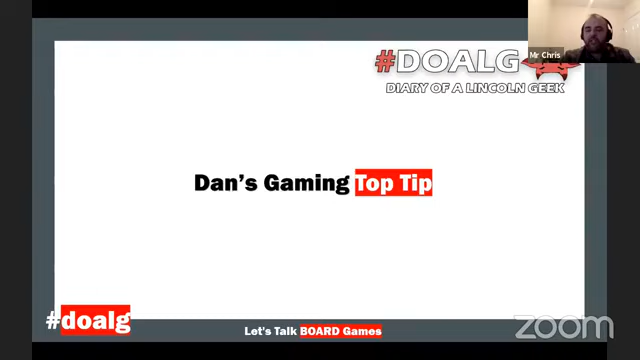 Mr Chris
#DOALG
DIARY OF A LINCOLN GEEK
Dan's Gaming Top Tip
#doalg
Let's Talk BOARD Games
zoom